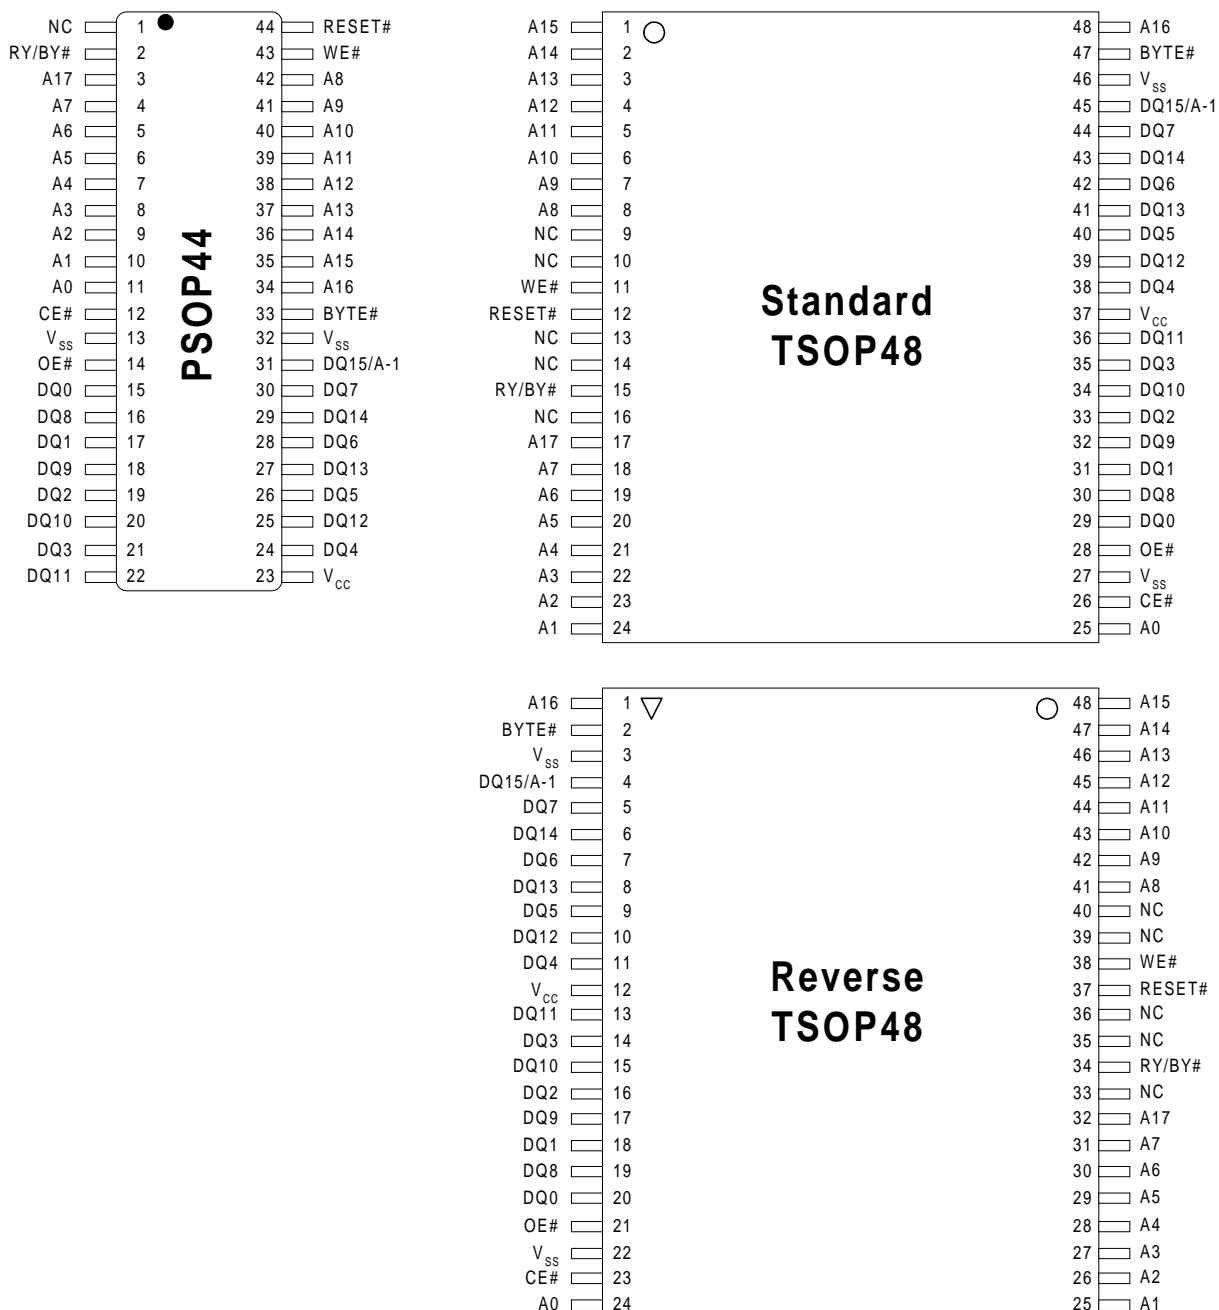 NC 1 44 RESET#
RY/BY# 2 43 WE#
A17 3 42 A8
A7 4 41 A9
A6 5 40 A10
A5 6 39 A11
A4 7 38 A12
A3 8 37 A13
A2 9 36 A14
A1 10 35 A15
A0 11 34 A16
CE# 12 33 BYTE#
VSS 13 32 VSS
OE# 14 31 DQ15/A-1
DQ0 15 30 DQ7
DQ8 16 29 DQ14
DQ1 17 28 DQ6
DQ9 18 27 DQ13
DQ2 19 26 DQ5
DQ10 20 25 DQ12
DQ3 21 24 DQ4
DQ11 22 23 VCC
PSOP44
A15 1 48 A16
A14 2 47 BYTE#
A13 3 46 VSS
A12 4 45 DQ15/A-1
A11 5 44 DQ7
A10 6 43 DQ14
A9 7 42 DQ6
A8 8 41 DQ13
NC 9 40 DQ5
NC 10 39 DQ12
WE# 11 38 DQ4
RESET# 12 37 VCC
NC 13 36 DQ11
NC 14 35 DQ3
RY/BY# 15 34 DQ10
NC 16 33 DQ2
A17 17 32 DQ9
A7 18 31 DQ1
A6 19 30 DQ8
A5 20 29 DQ0
A4 21 28 OE#
A3 22 27 VSS
A2 23 26 CE#
A1 24 25 A0
Standard
TSOP48
A16 1 48 A15
BYTE# 2 47 A14
VSS 3 46 A13
DQ15/A-1 4 45 A12
DQ7 5 44 A11
DQ14 6 43 A10
DQ6 7 42 A9
DQ13 8 41 A8
DQ5 9 40 NC
DQ12 10 39 NC
DQ4 11 38 WE#
VCC 12 37 RESET#
DQ11 13 36 NC
DQ3 14 35 NC
DQ10 15 34 RY/BY#
DQ2 16 33 NC
DQ9 17 32 A17
DQ1 18 31 A7
DQ8 19 30 A6
DQ0 20 29 A5
OE# 21 28 A4
VSS 22 27 A3
CE# 23 26 A2
A0 24 25 A1
Reverse
TSOP48